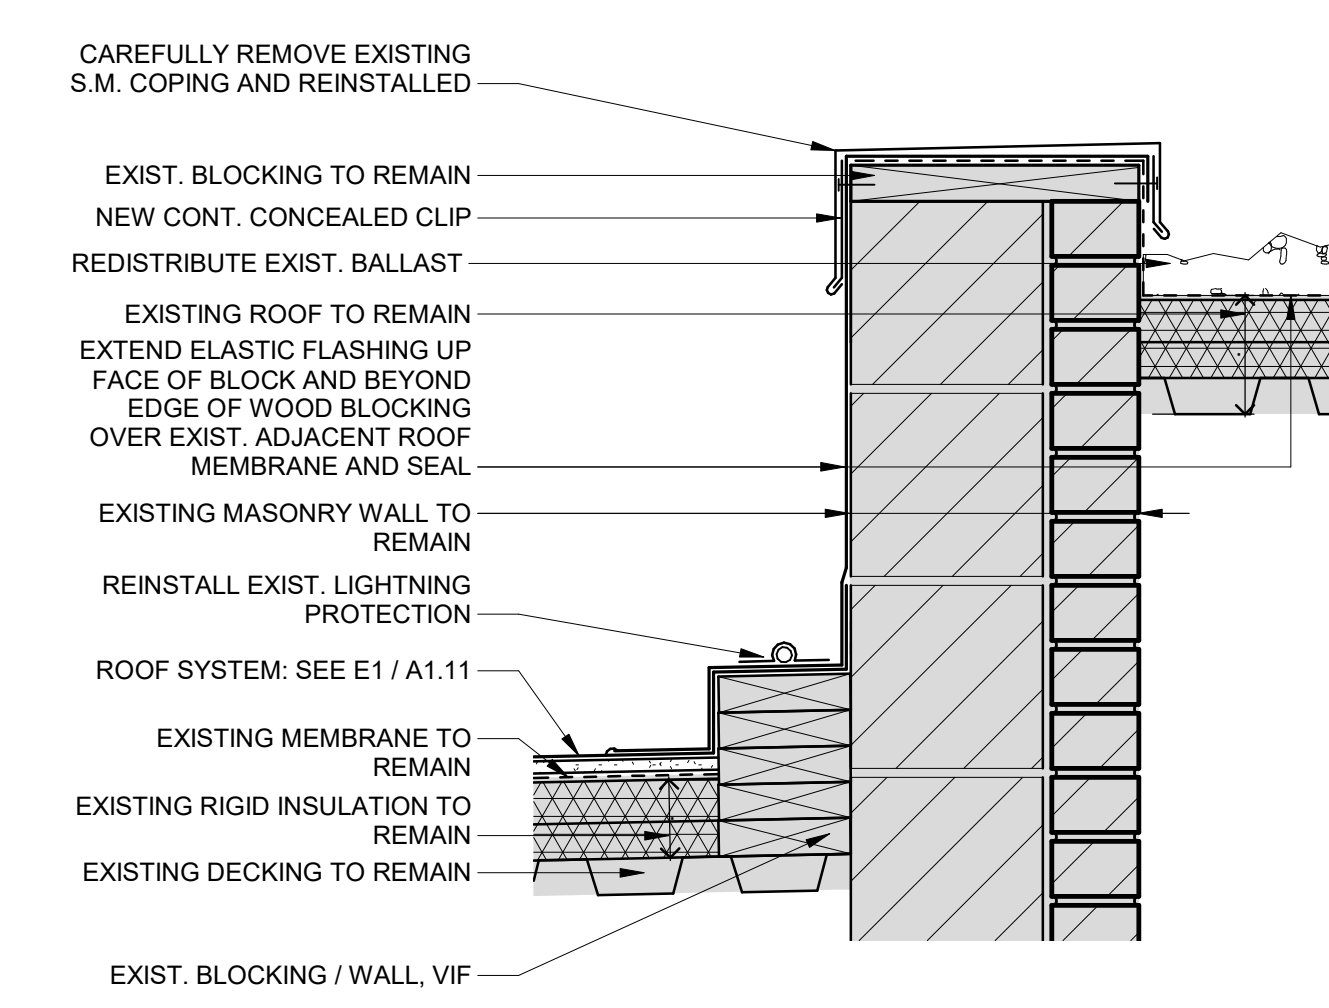 CAREFULLY REMOVE EXISTING
S.M. COPING AND REINSTALLED
EXIST. BLOCKING TO REMAIN
NEW CONT. CONCEALED CLIP
REDISTRIBUTE EXIST. BALLAST
EXISTING ROOF TO REMAIN
EXTEND ELASTIC FLASHING UP
FACE OF BLOCK AND BEYOND
EDGE OF WOOD BLOCKING
OVER EXIST. ADJACENT ROOF
MEMBRANE AND SEAL
EXISTING MASONRY WALL TO
REMAIN
REINSTALL EXIST. LIGHTNING
PROTECTION
ROOF SYSTEM: SEE E1 / A1.11
EXISTING MEMBRANE TO
REMAIN
EXISTING RIGID INSULATION TO
REMAIN
EXISTING DECKING TO REMAIN
EXIST. BLOCKING / WALL, VIF